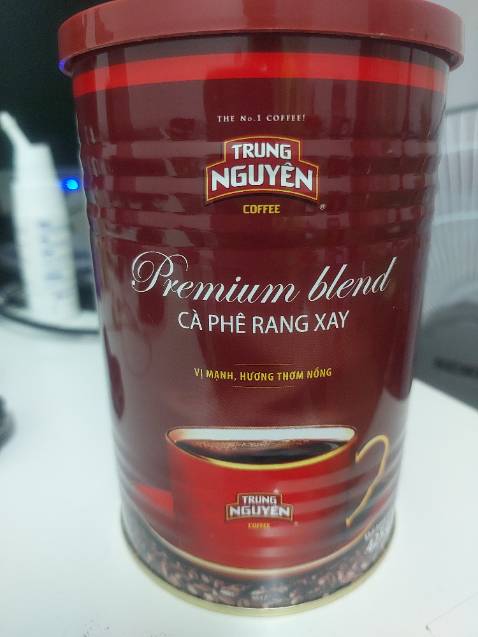 THE No.1 COFFEE!
TRUNG
NGUYÊN
COFFEE
®
Premium blend
CÀ PHÊ RANG XAY
VỊ MẠNH, HƯƠNG THƠM NỒNG
TRUNG
NGUYÊN
COFFEE